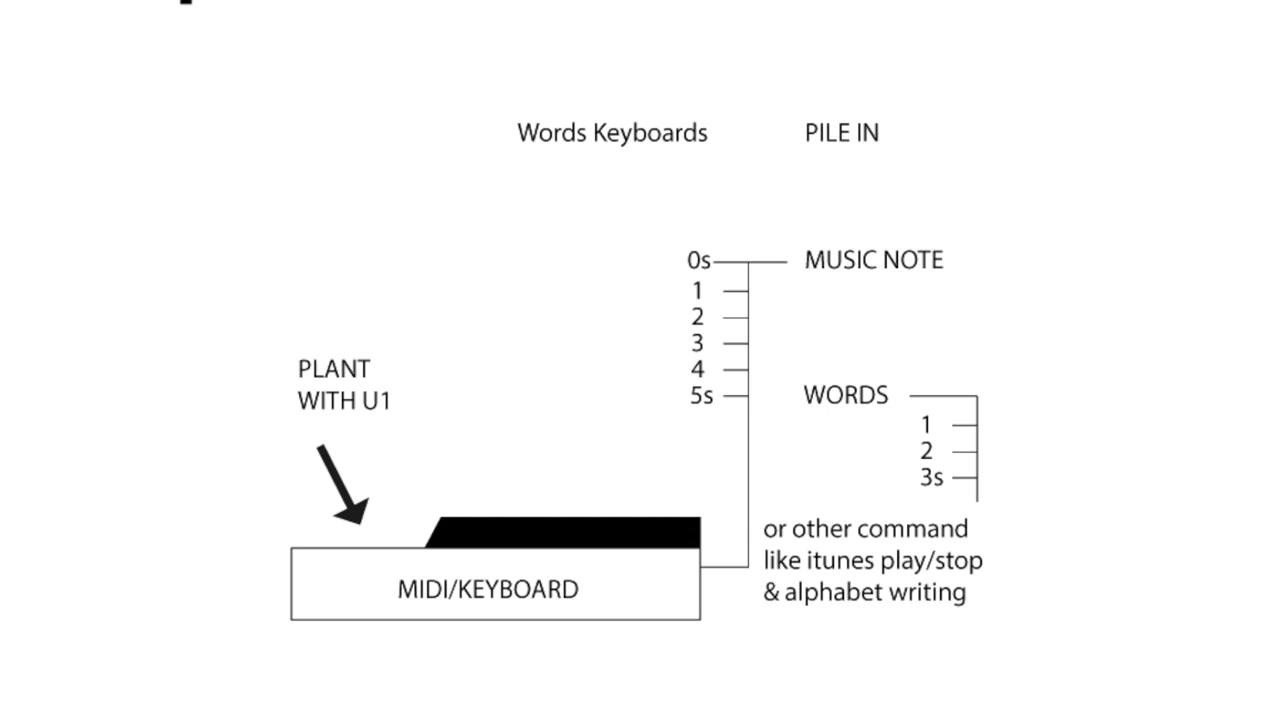 Words Keyboards PILE IN
0s MUSIC NOTE
1
2
3
4
5s
PLANT
WITH U1
WORDS
1
2
3s
or other command
like itunes play/stop
& alphabet writing
MIDI/KEYBOARD